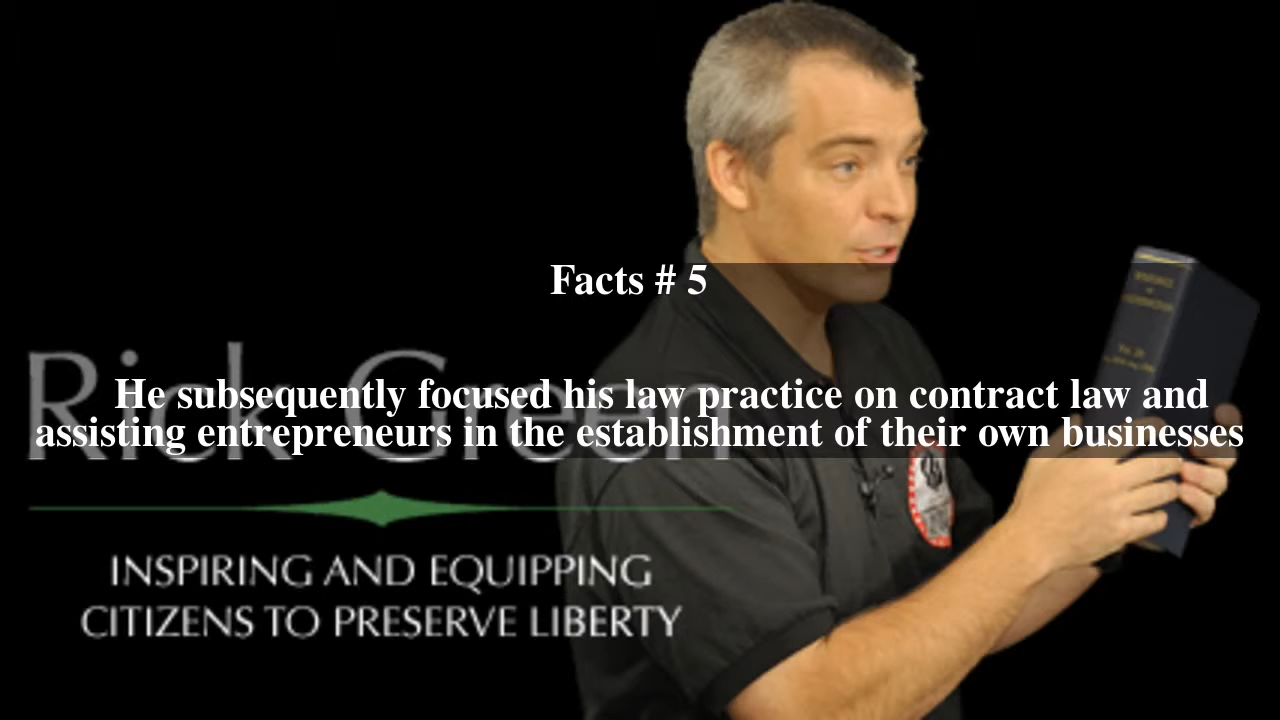 Facts # 5
Rick Green
He subsequently focused his law practice on contract law and
assisting entrepreneurs in the establishment of their own businesses
INSPIRING AND EQUIPPING
CITIZENS TO PRESERVE LIBERTY